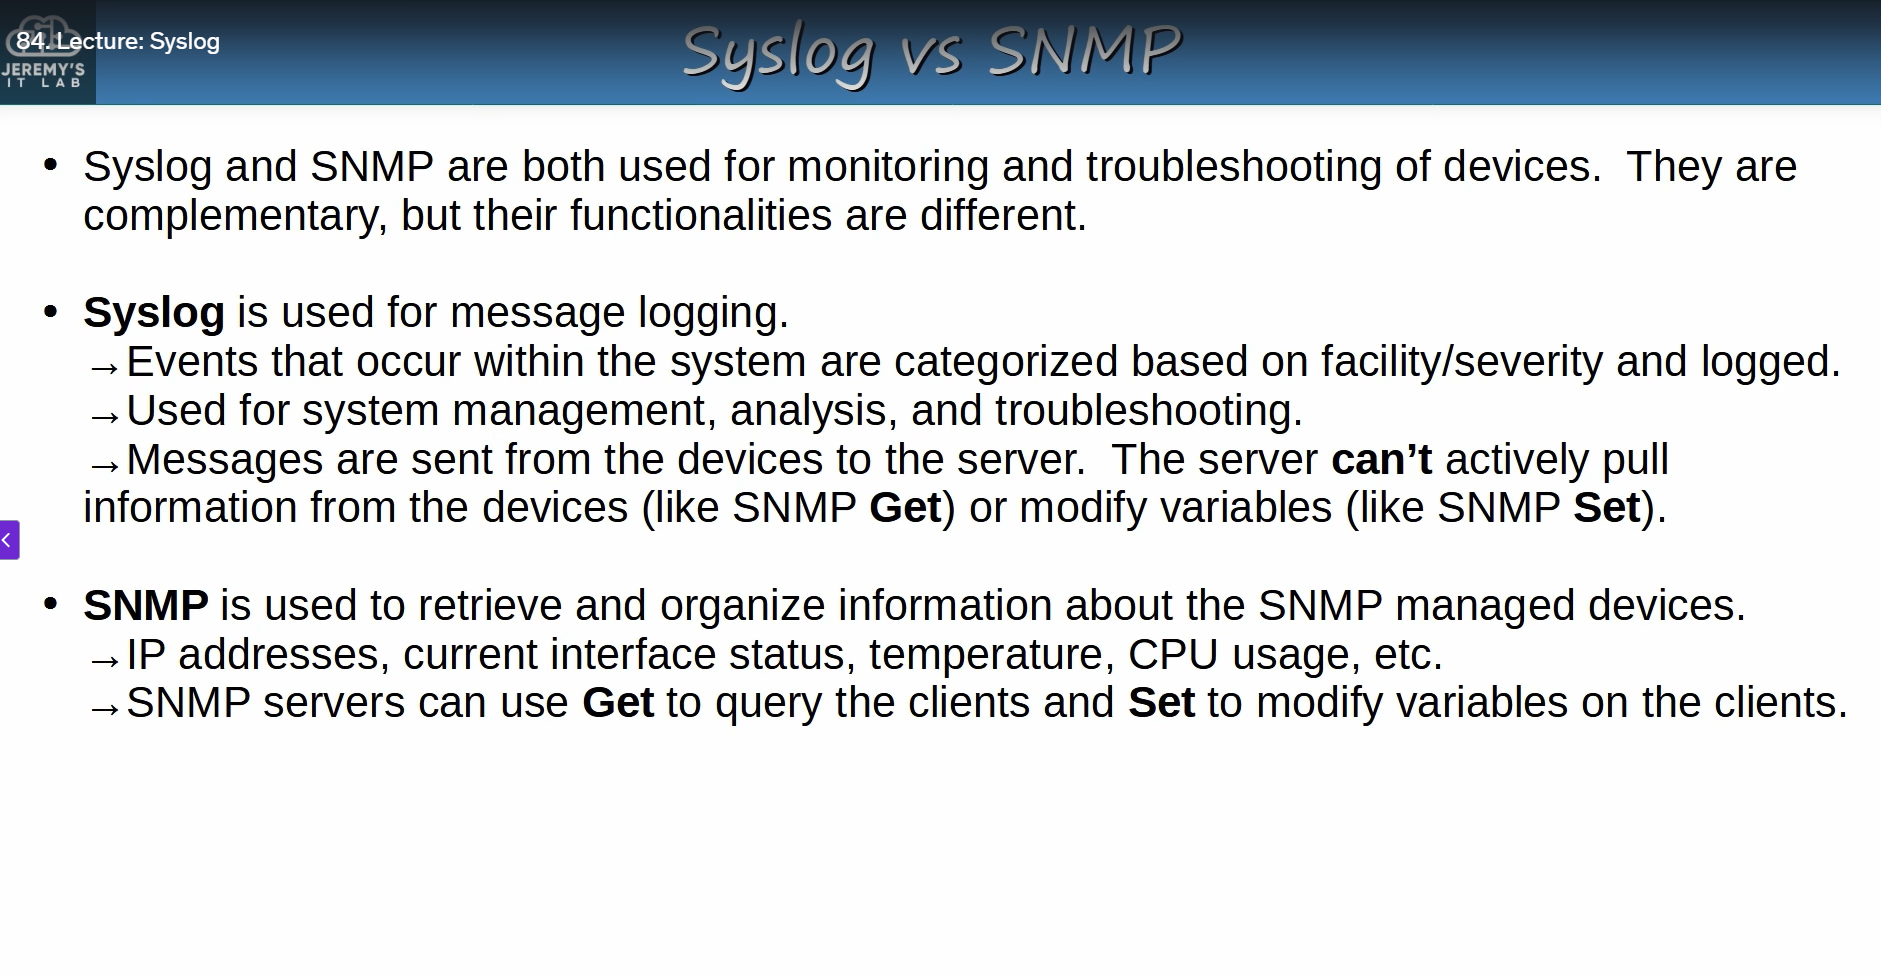 84. Lecture: Syslog
JEREMY'S
IT LAB
Syslog vs SNMP
• Syslog and SNMP are both used for monitoring and troubleshooting of devices.  They are
complementary, but their functionalities are different.
• Syslog is used for message logging.
→Events that occur within the system are categorized based on facility/severity and logged.
→Used for system management, analysis, and troubleshooting.
→Messages are sent from the devices to the server.  The server can’t actively pull
information from the devices (like SNMP Get) or modify variables (like SNMP Set).
• SNMP is used to retrieve and organize information about the SNMP managed devices.
→IP addresses, current interface status, temperature, CPU usage, etc.
→SNMP servers can use Get to query the clients and Set to modify variables on the clients.